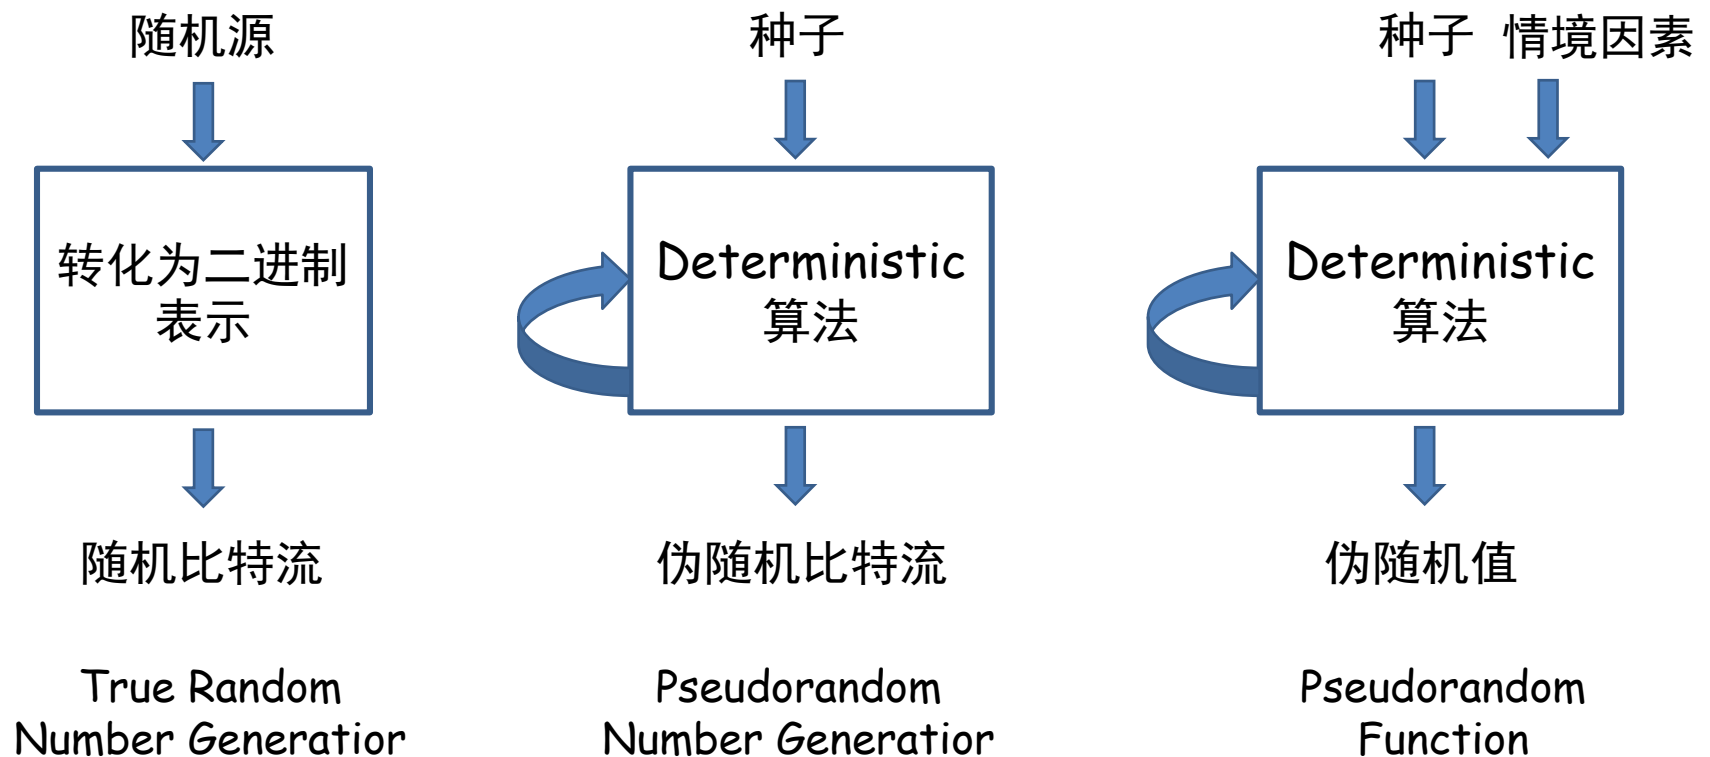 随机源
种子
种子 情境因素
转化为二进制
表示
Deterministic
算法
Deterministic
算法
随机比特流
伪随机比特流
伪随机值
True Random
Number Generatior
Pseudorandom
Number Generatior
Pseudorandom
Function